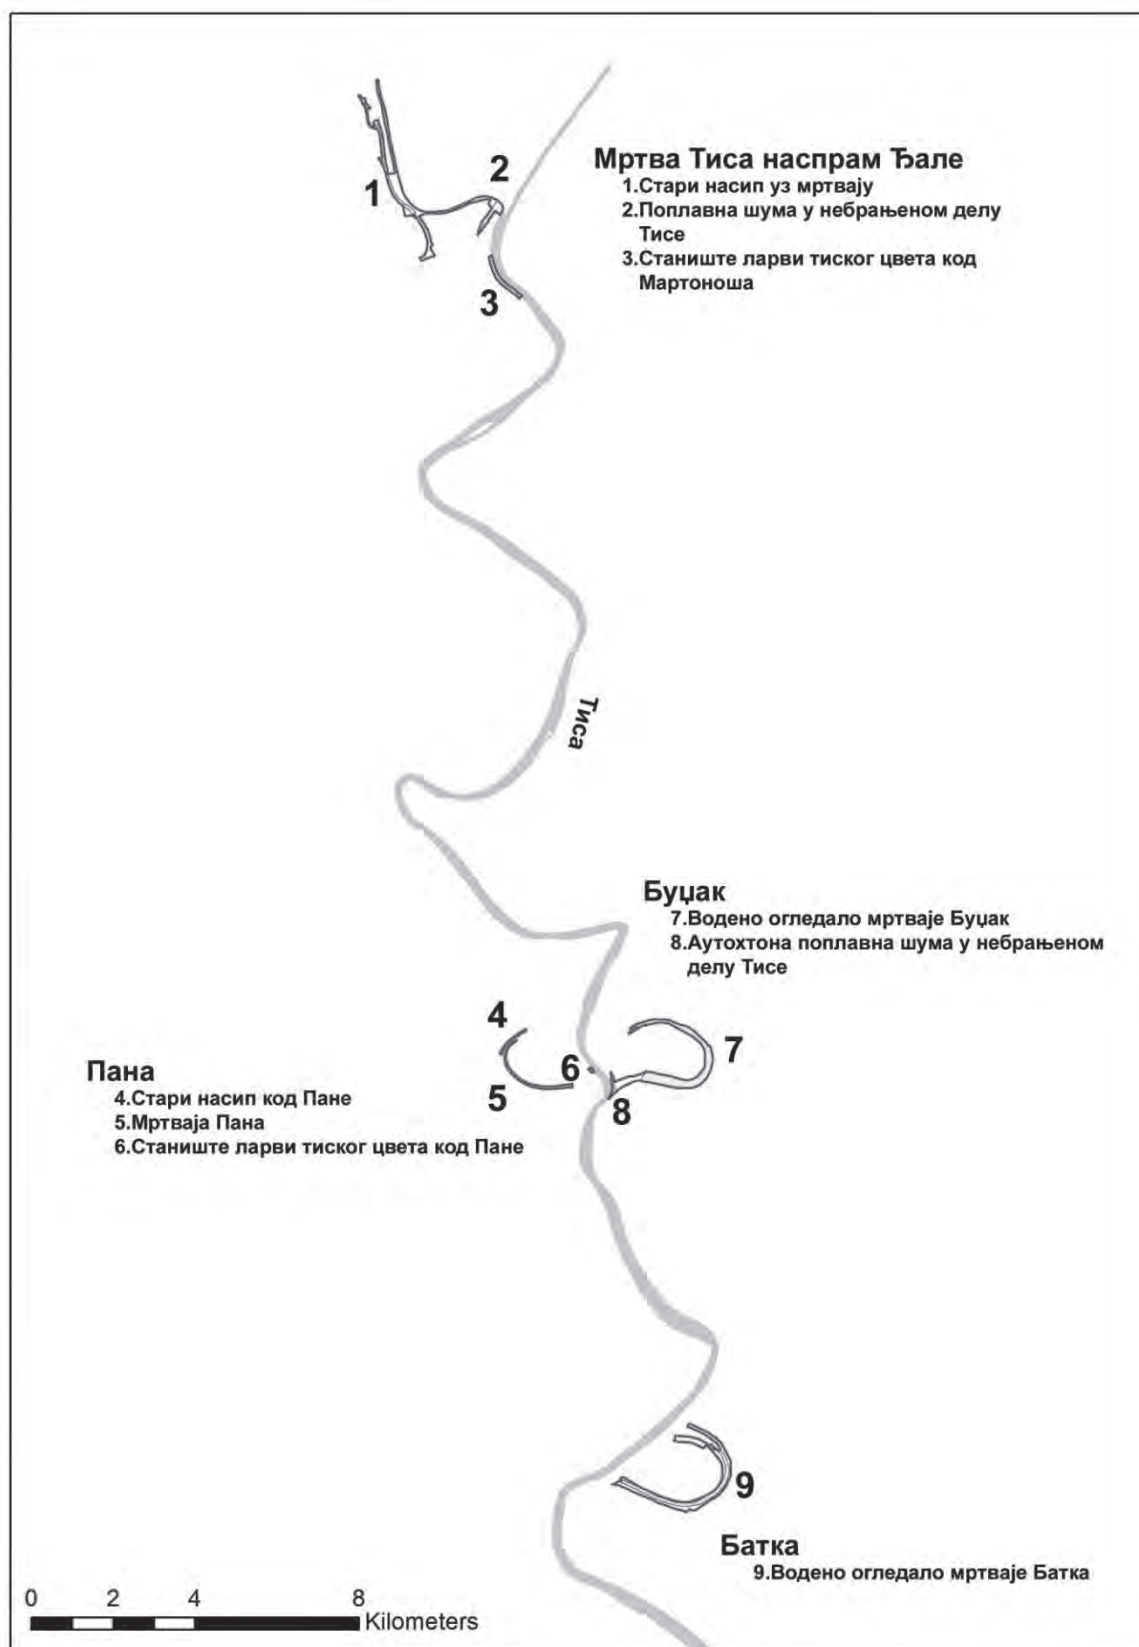 2
Мртва Тиса наспрам Ђале
1.Стари насип уз мртвају
2.Поплавна шума у небрањеном делу
Тисе
3.Станиште ларви тиског цвета код
Мартоноша
1
3
Тиса
Буџак
7.Водено огледало мртваје Буџак
8.Аутохтона поплавна шума у небрањеном
делу Тисе
4
7
6
5
8
Пана
4.Стари насип код Пане
5.Мртваја Пана
6.Станиште ларви тиског цвета код Пане
9
Батка
9.Водено огледало мртваје Батка
0 2 4 8
Kilometers